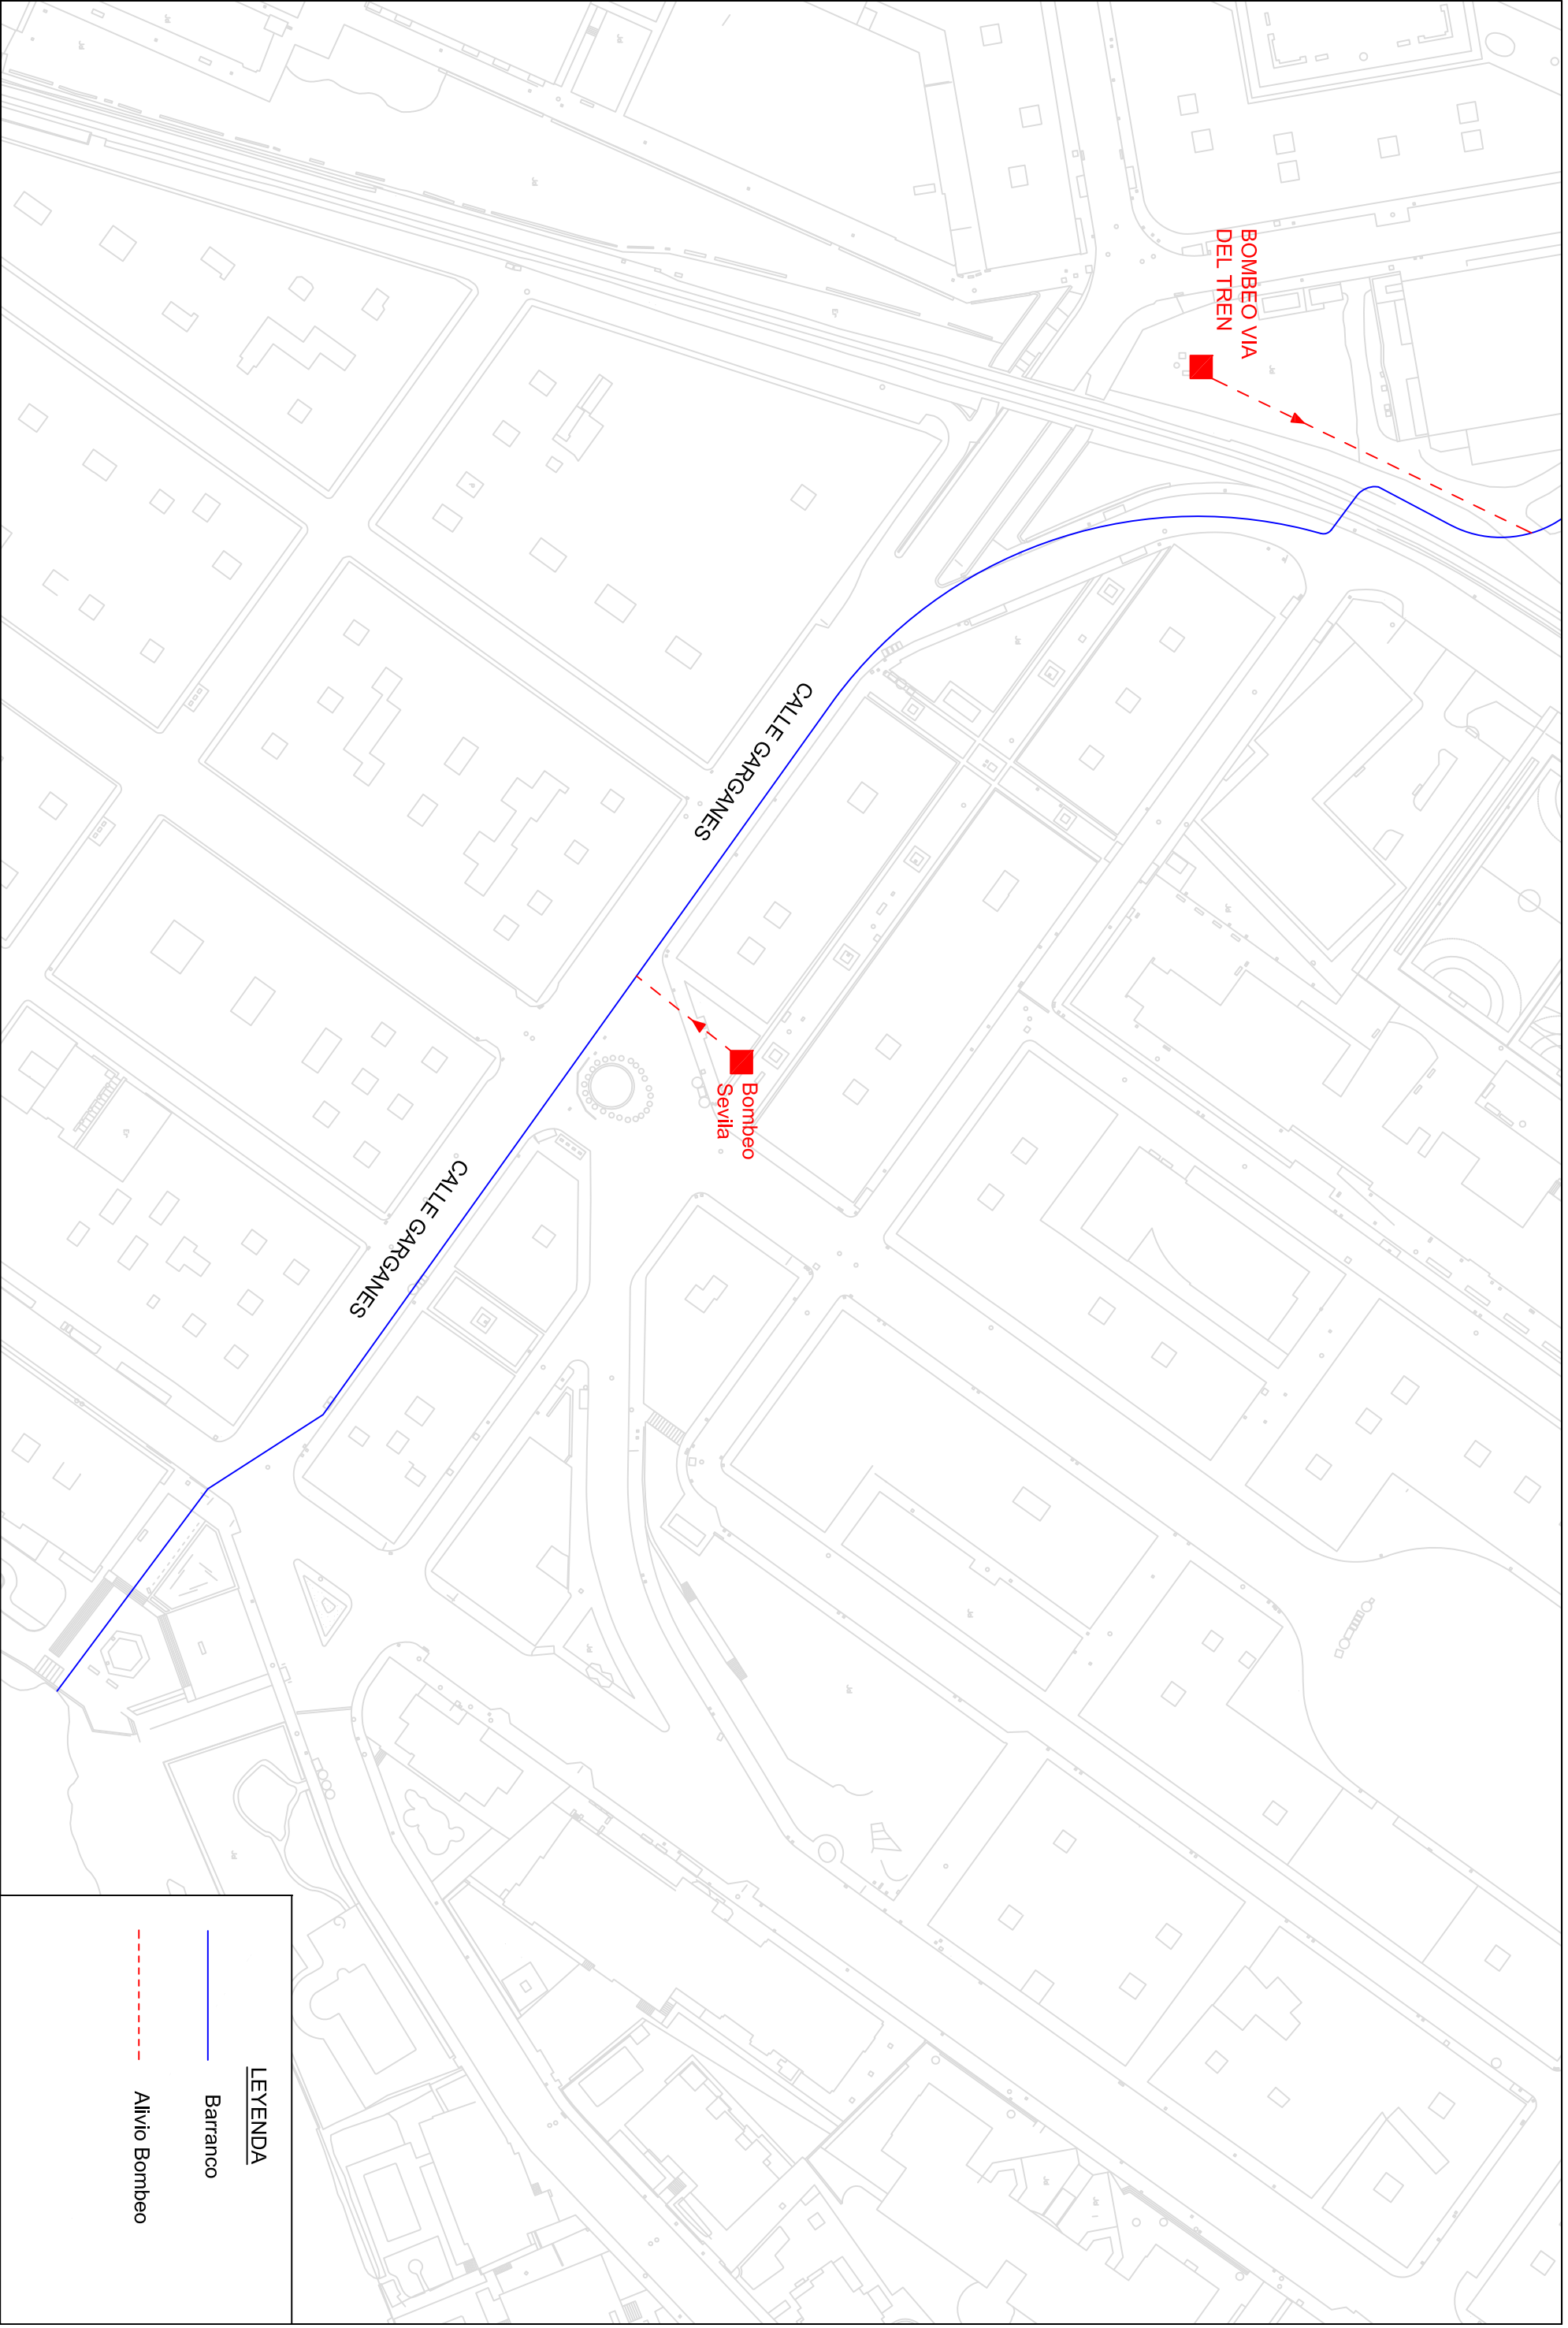 BOMBEO VIA
DEL TREN
CALLE GARGANES
Bombeo
Sevila
CALLE GARGANES
LEYENDA
Barranco
Alivio Bombeo